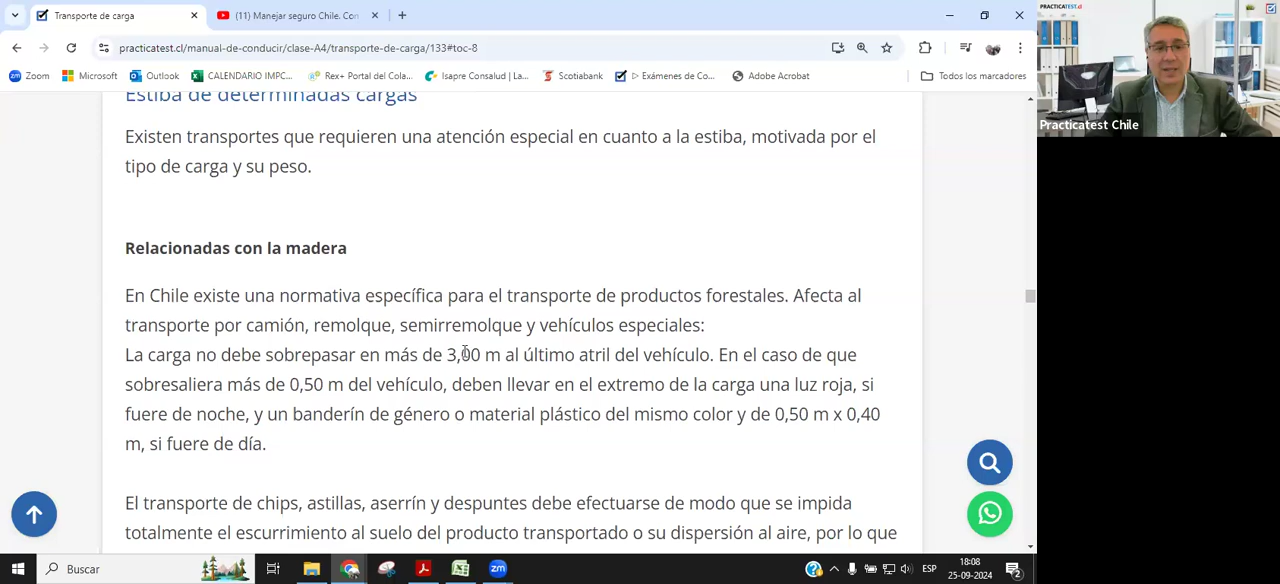 Transporte de carga
(11) Manejar seguro Chile. Con
practicatest.cl/manual-de-conducir/clase-A4/transporte-de-carga/133#toc-8
Zoom
Microsoft
Outlook
CALENDARIO IMPC...
Rex+ Portal del Cola...
Isapre Consalud | La...
Scotiabank
▷ Exámenes de Co...
Adobe Acrobat
Todos los marcadores
Estiba de determinadas cargas
Existen transportes que requieren una atención especial en cuanto a la estiba, motivada por el
tipo de carga y su peso.
Relacionadas con la madera
En Chile existe una normativa específica para el transporte de productos forestales. Afecta al
transporte por camión, remolque, semirremolque y vehículos especiales:
La carga no debe sobrepasar en más de 3,00 m al último atril del vehículo. En el caso de que
sobresaliera más de 0,50 m del vehículo, deben llevar en el extremo de la carga una luz roja, si
fuere de noche, y un banderín de género o material plástico del mismo color y de 0,50 m x 0,40
m, si fuere de día.
El transporte de chips, astillas, aserrín y despuntes debe efectuarse de modo que se impida
totalmente el escurrimiento al suelo del producto transportado o su dispersión al aire, por lo que
PRACTICATEST.cl
Practicatest Chile
Buscar
zm
ESP
18:08
25-09-2024
2